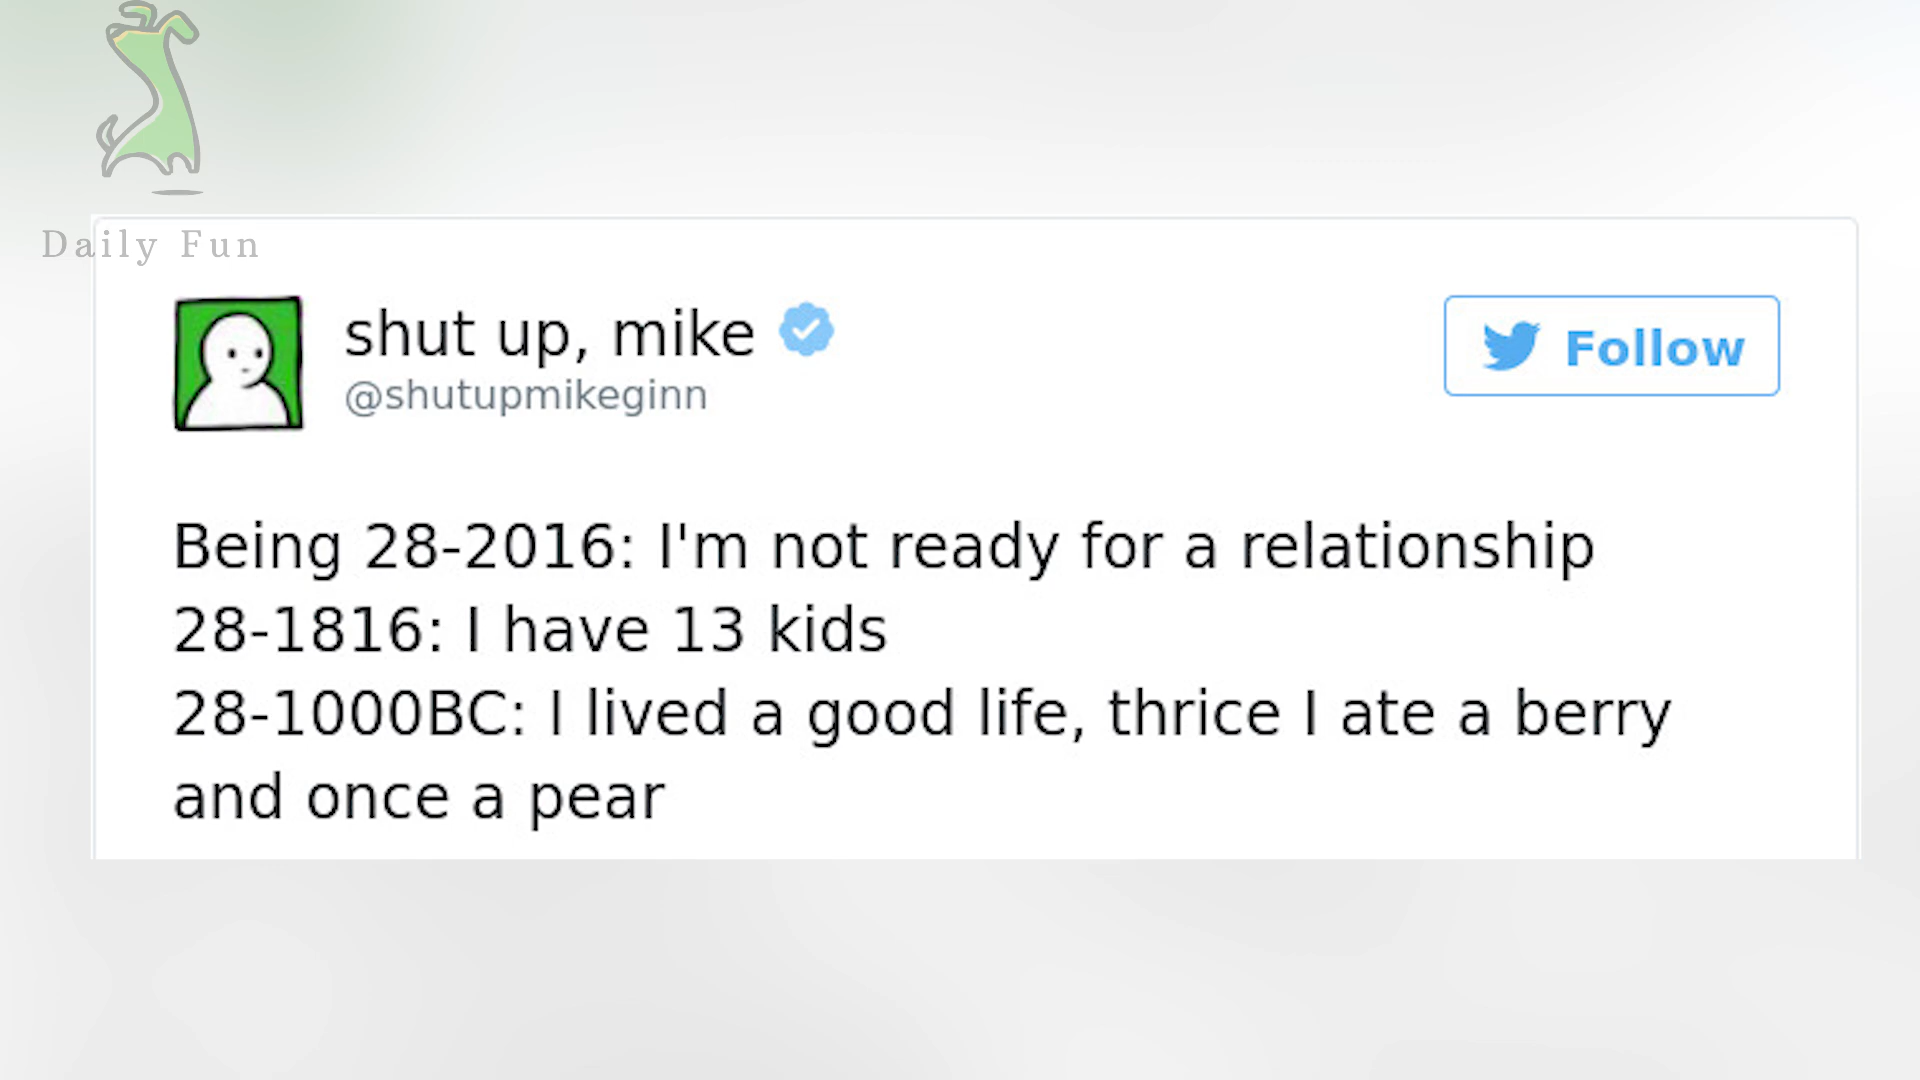 Daily Fun
shut up, mike
@shutupmikeginn
Follow
Being 28-2016: I'm not ready for a relationship
28-1816: I have 13 kids
28-1000BC: I lived a good life, thrice I ate a berry
and once a pear